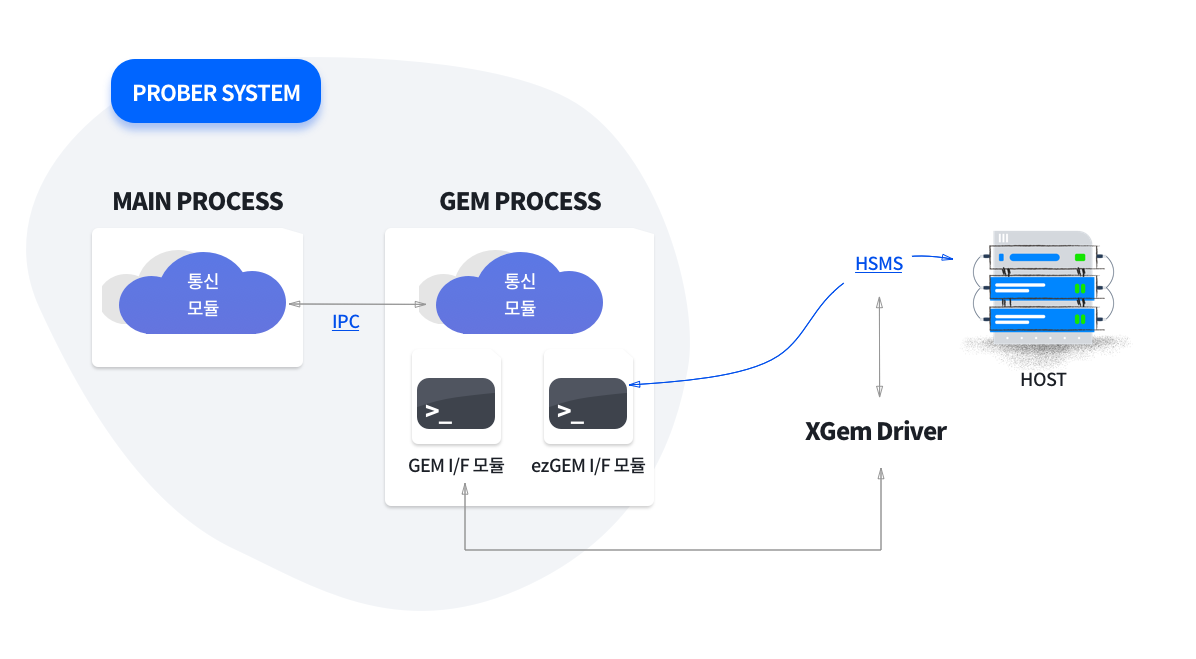 PROBER SYSTEM
MAIN PROCESS
통신
모듈
IPC
GEM PROCESS
통신
모듈
>_
GEM I/F 모듈
>_
ezGEM I/F 모듈
HSMS
XGem Driver
HOST